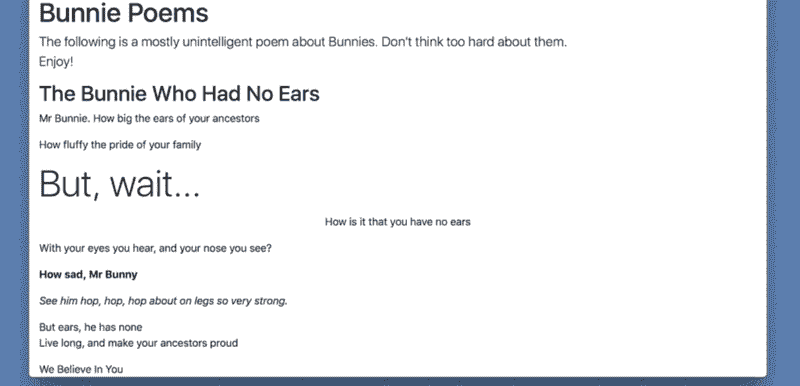 Bunnie Poems
The following is a mostly unintelligent poem about Bunnies. Don't think too hard about them.
Enjoy!
The Bunnie Who Had No Ears
Mr Bunnie. How big the ears of your ancestors
How fluffy the pride of your family
But, wait...
How is it that you have no ears
With your eyes you hear, and your nose you see?
How sad, Mr Bunny
See him hop, hop, hop about on legs so very strong.
But ears, he has none
Live long, and make your ancestors proud
We Believe In You